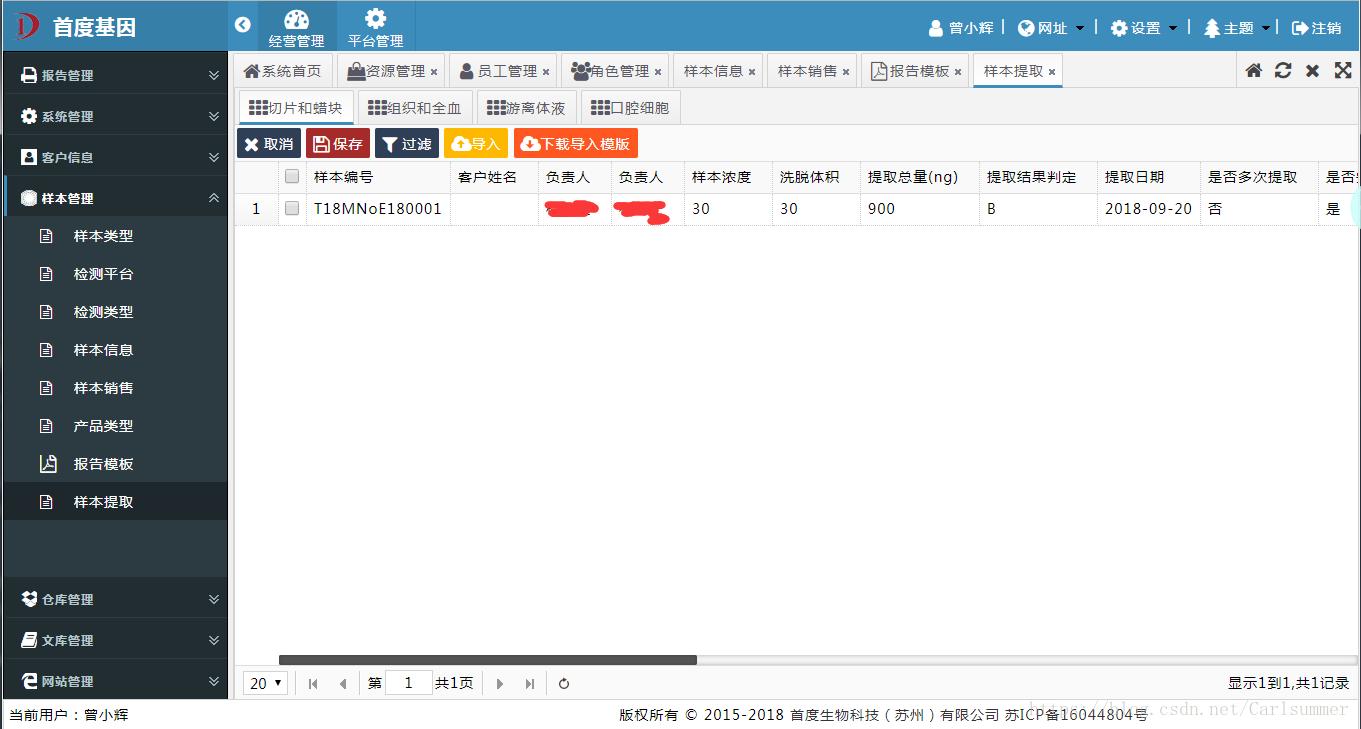 首度基因
经营管理
平台管理
曾小辉 网址 设置 主题 注销
报告管理
系统管理
客户信息
样本管理
样本类型
检测平台
检测类型
样本信息
样本销售
产品类型
报告模板
样本提取
仓库管理
文库管理
网站管理
系统首页 资源管理 员工管理 角色管理 样本信息 样本销售 报告模板 样本提取
切片和蜡块 组织和全血 游离体液 口腔细胞
取消 保存 过滤 导入 下载导入模版
样本编号 客户姓名 负责人 负责人 样本浓度 洗脱体积 提取总量(ng) 提取结果判定 提取日期 是否多次提取 是否
1 T18MNoE180001 30 30 900 B 2018-09-20 否 是
20 第 1 共1页 显示1到1,共1记录
当前用户：曾小辉
版权所有 © 2015-2018 首度生物科技（苏州）有限公司 苏ICP备16044804号
https://blog.csdn.net/Carlsummer